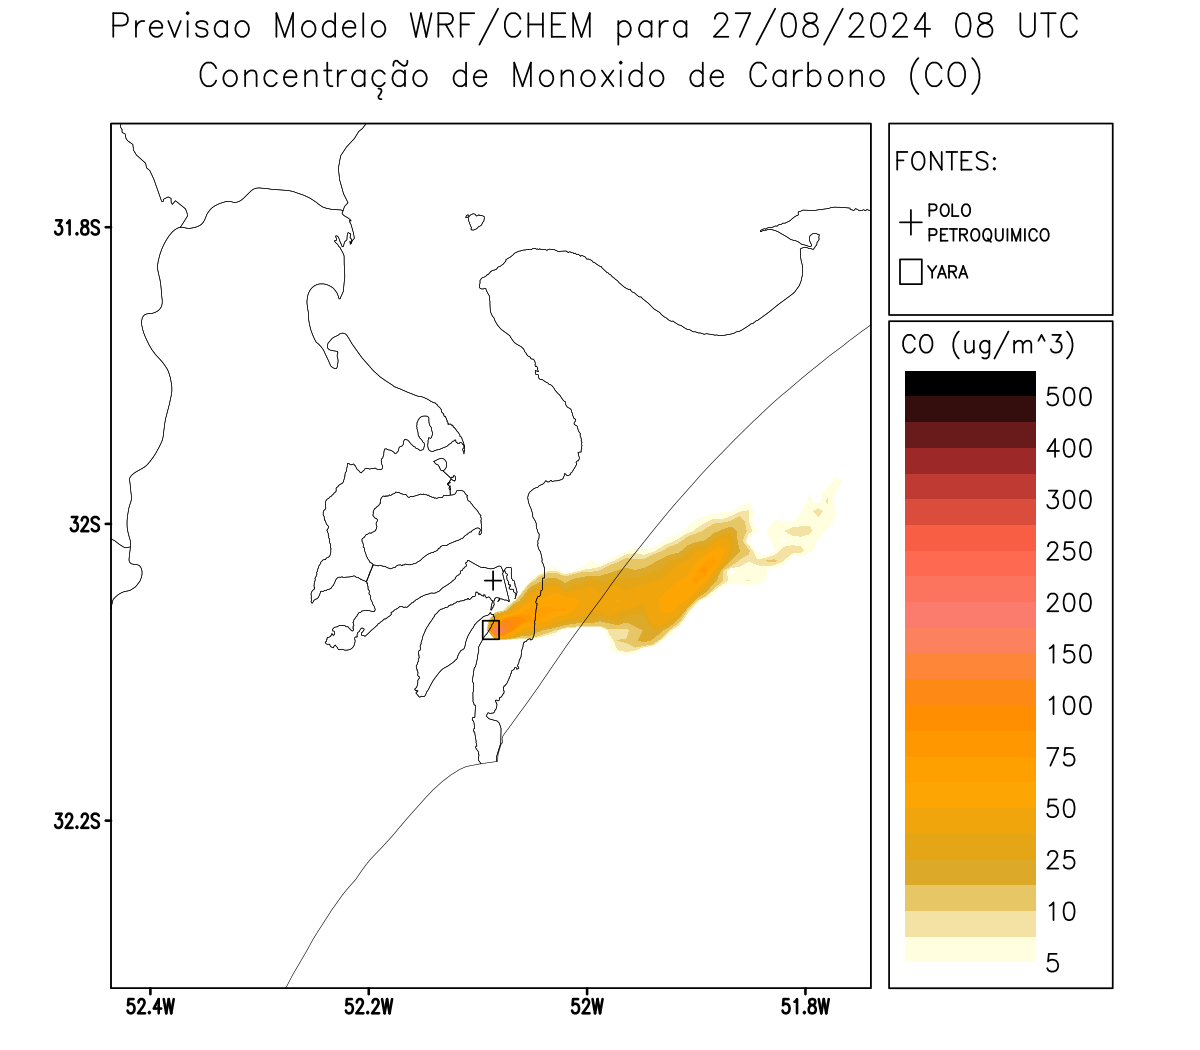 Previsao Modelo WRF/CHEM para 27/08/2024 08 UTC
Concentração de Monoxido de Carbono (CO)
FONTES:
POLO
PETROQUIMICO
YARA
CO (ug/m^3)
500
400
300
250
200
150
100
75
50
25
10
5
31.8S
32S
32.2S
52.4W
52.2W
52W
51.8W